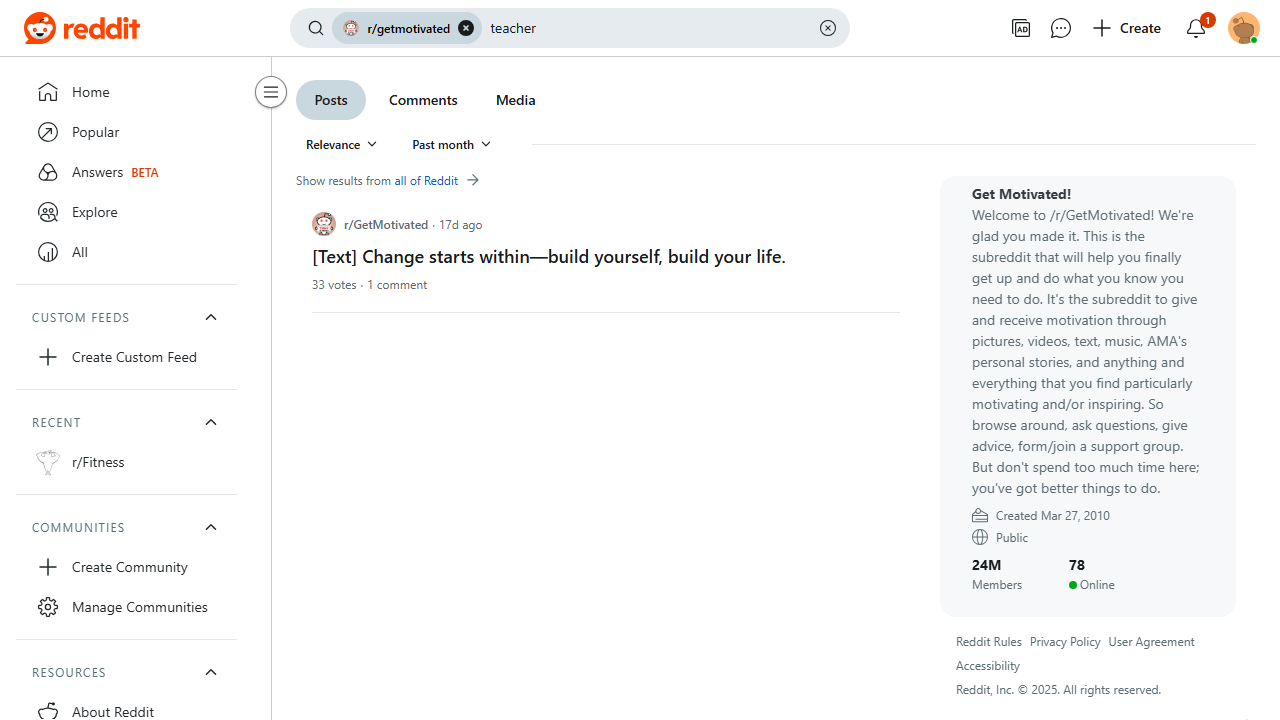 reddit
r/getmotivated
teacher
AD
Create
1
Home
Popular
Answers BETA
Explore
All
CUSTOM FEEDS
Create Custom Feed
RECENT
r/Fitness
COMMUNITIES
Create Community
Manage Communities
RESOURCES
About Reddit
Posts
Comments
Media
Relevance
Past month
Show results from all of Reddit
r/GetMotivated · 17d ago
[Text] Change starts within—build yourself, build your life.
33 votes · 1 comment
Get Motivated!
Welcome to /r/GetMotivated! We're
glad you made it. This is the
subreddit that will help you finally
get up and do what you know you
need to do. It's the subreddit to give
and receive motivation through
pictures, videos, text, music, AMA's
personal stories, and anything and
everything that you find particularly
motivating and/or inspiring. So
browse around, ask questions, give
advice, form/join a support group.
But don't spend too much time here;
you've got better things to do.
Created Mar 27, 2010
Public
24M
Members
78
Online
Reddit Rules Privacy Policy User Agreement
Accessibility
Reddit, Inc. © 2025. All rights reserved.